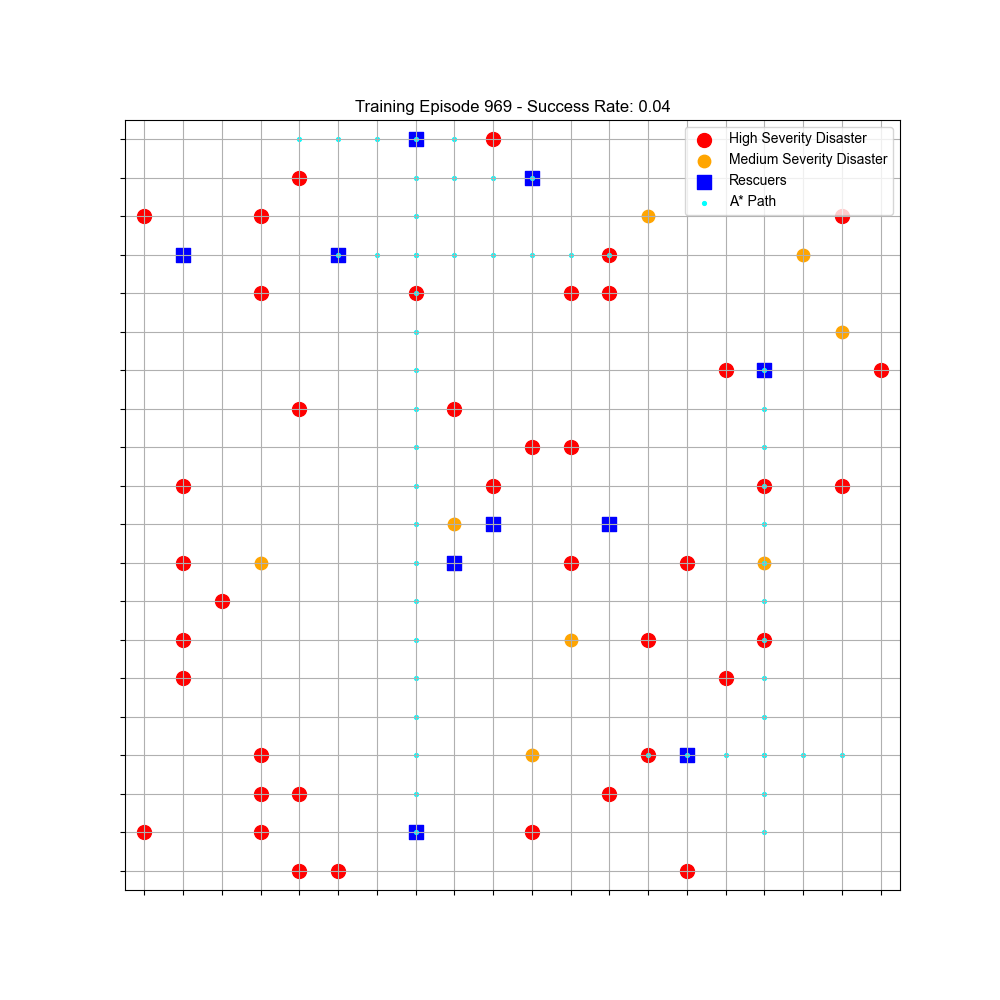 Training Episode 969 - Success Rate: 0.04
High Severity Disaster
Medium Severity Disaster
Rescuers
A* Path